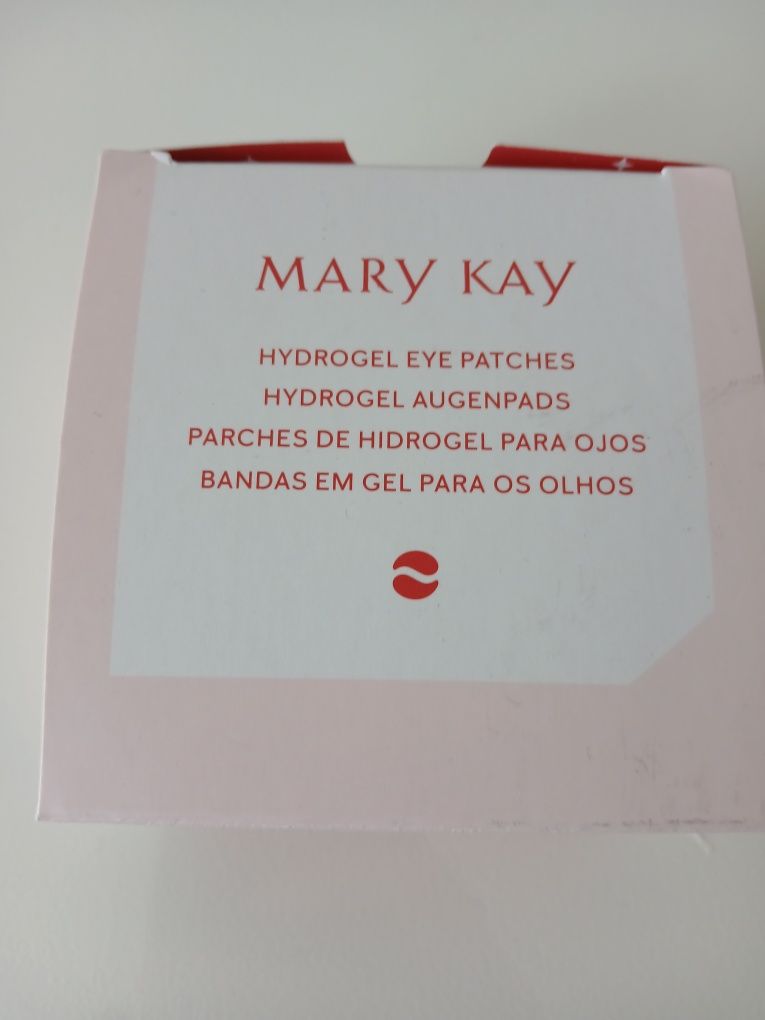 MARY KAY
HYDROGEL EYE PATCHES
HYDROGEL AUGENPADS
PARCHES DE HIDROGEL PARA OJOS
BANDAS EM GEL PARA OS OLHOS